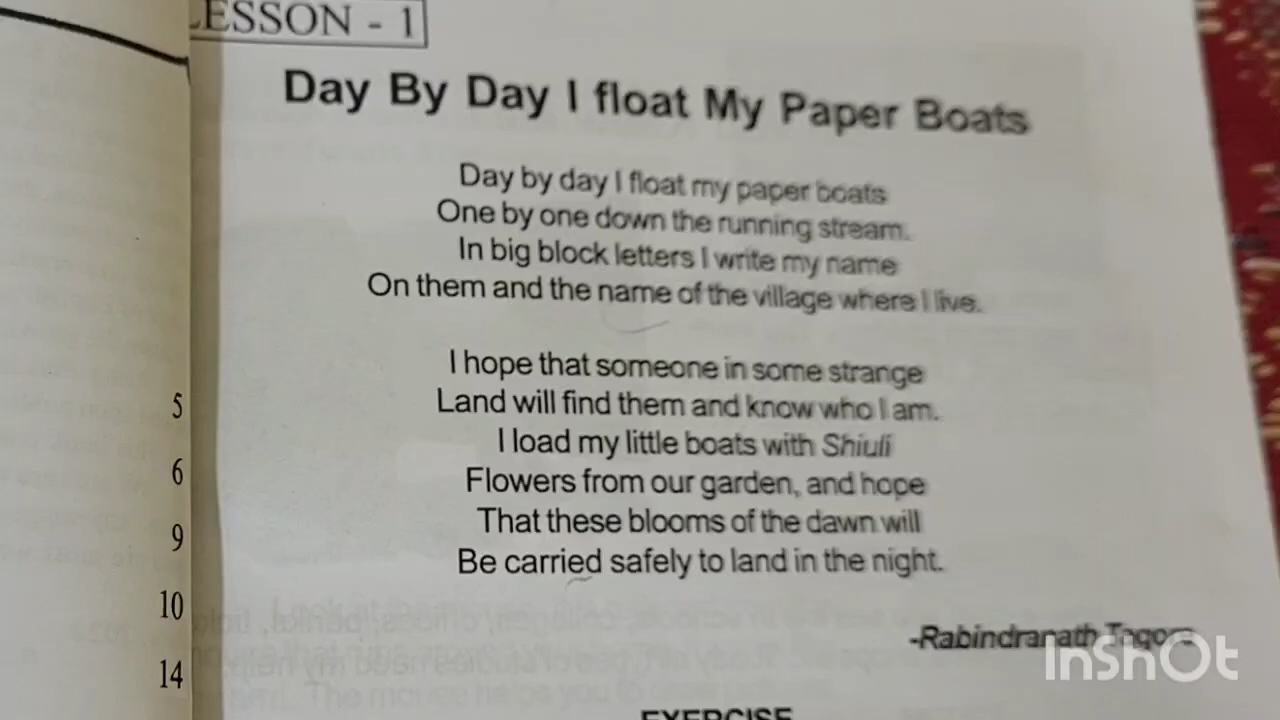 LESSON - 1
Day By Day I float My Paper Boats
Day by day I float my paper boats
One by one down the running stream.
In big block letters I write my name
On them and the name of the village where I live.
I hope that someone in some strange
Land will find them and know who I am.
I load my little boats with Shiuli
Flowers from our garden, and hope
That these blooms of the dawn will
Be carried safely to land in the night.
-Rabindranath Tagore
EXERCISE
5
6
9
10
14
InShOt